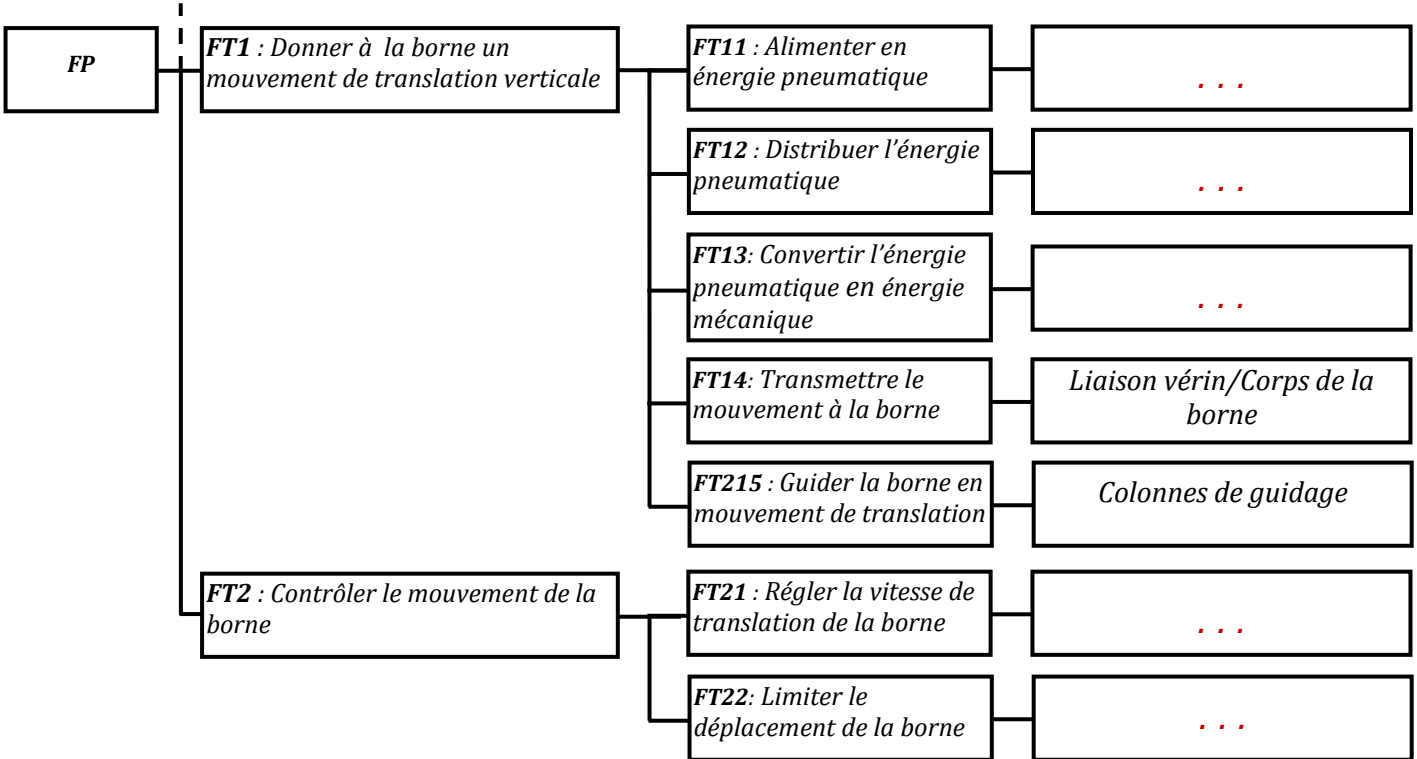 FP
FT1 : Donner à la borne un
mouvement de translation verticale
FT11 : Alimenter en
énergie pneumatique
. . .
FT12 : Distribuer l’énergie
pneumatique
. . .
FT13: Convertir l’énergie
pneumatique en énergie
mécanique
. . .
FT14: Transmettre le
mouvement à la borne
Liaison vérin/Corps de la
borne
FT215 : Guider la borne en
mouvement de translation
Colonnes de guidage
FT2 : Contrôler le mouvement de la
borne
FT21 : Régler la vitesse de
translation de la borne
. . .
FT22: Limiter le
déplacement de la borne
. . .